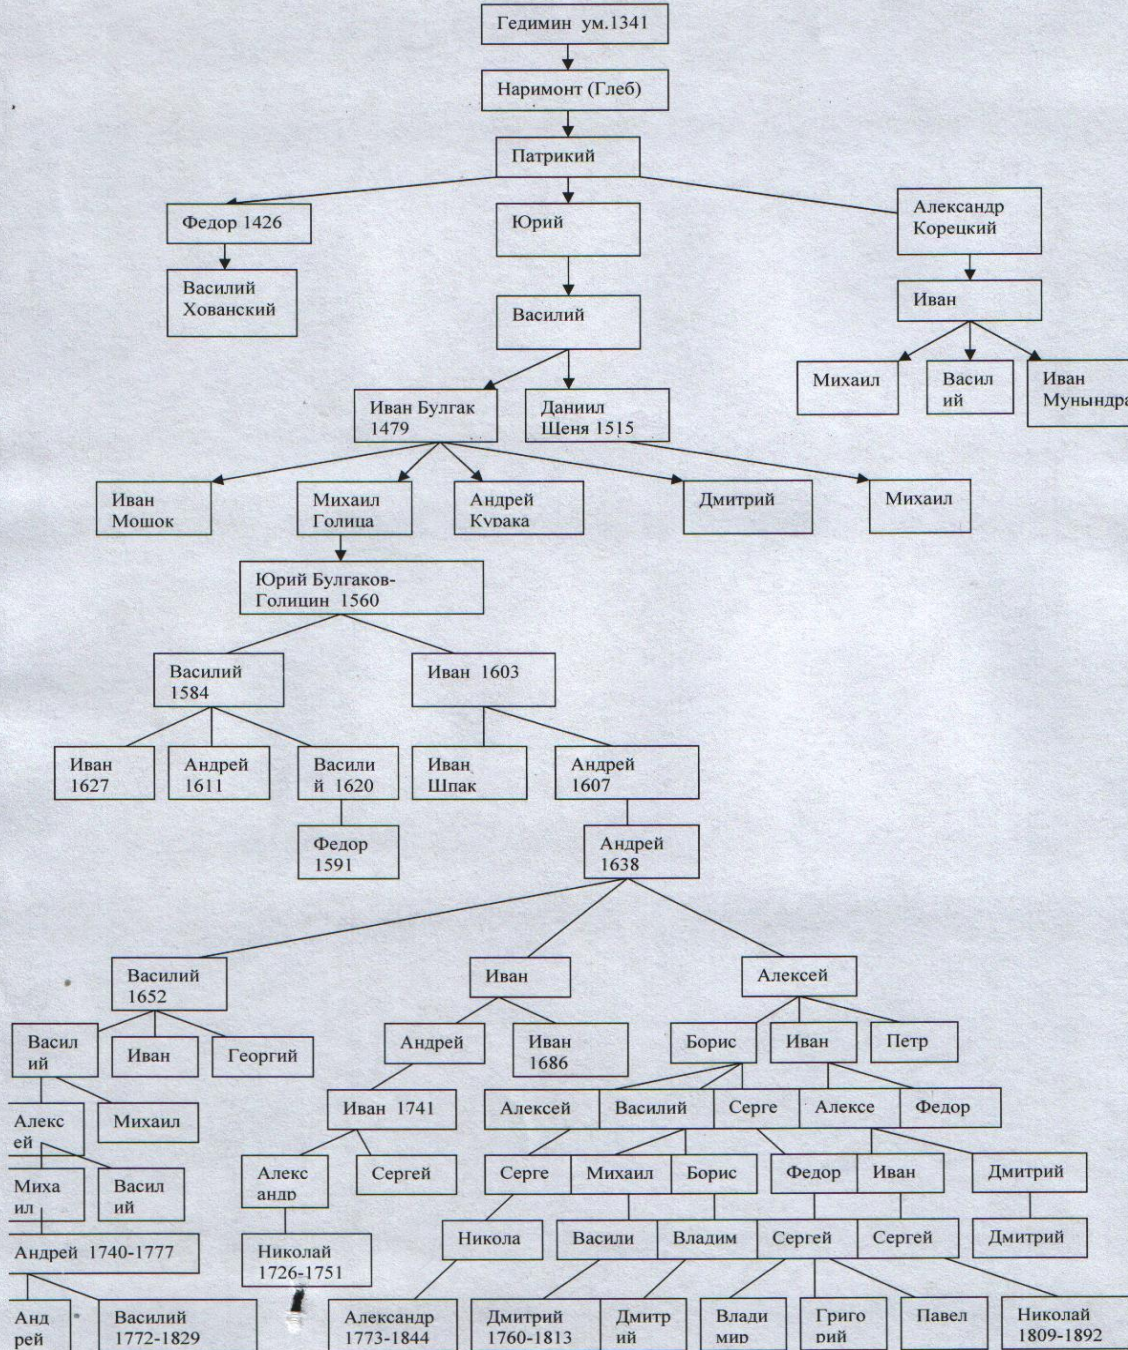 Гедимин ум.1341
Наримонт (Глеб)
Патрикий
Федор 1426
Юрий
Александр
Корецкий
Василий
Хованский
Василий
Иван
Михаил
Васил
ий
Иван
Мунындра
Иван Булгак
1479
Даниил
Щеня 1515
Иван
Мошок
Михаил
Голица
Андрей
Курака
Дмитрий
Михаил
Юрий Булгаков-
Голицин 1560
Василий
1584
Иван 1603
Иван
1627
Андрей
1611
Васили
й 1620
Иван
Шпак
Андрей
1607
Федор
1591
Андрей
1638
Василий
1652
Иван
Алексей
Васил
ий
Иван
Георгий
Андрей
Иван
1686
Борис
Иван
Петр
Алекс
ей
Михаил
Иван 1741
Алексей
Василий
Серге
Алексе
Федор
Миха
ил
Васил
ий
Алекс
андр
Сергей
Серге
Михаил
Борис
Федор
Иван
Дмитрий
Андрей 1740-1777
Николай
1726-1751
Никола
Васили
Владим
Сергей
Сергей
Дмитрий
Анд
рей
Василий
1772-1829
Александр
1773-1844
Дмитрий
1760-1813
Дмитр
ий
Влади
мир
Григо
рий
Павел
Николай
1809-1892